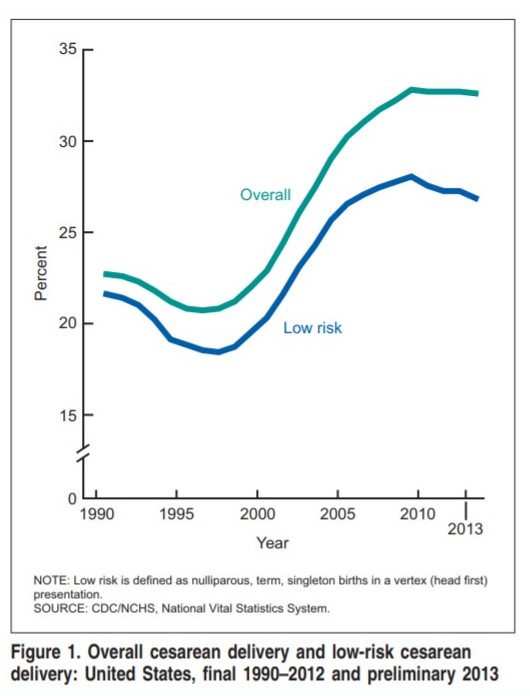 35
30
25
20
15
0
Percent
Overall
Low risk
1990
1995
2000
2005
2010
2013
Year
NOTE: Low risk is defined as nulliparous, term, singleton births in a vertex (head first)
presentation.
SOURCE: CDC/NCHS, National Vital Statistics System.
Figure 1. Overall cesarean delivery and low-risk cesarean
delivery: United States, final 1990–2012 and preliminary 2013